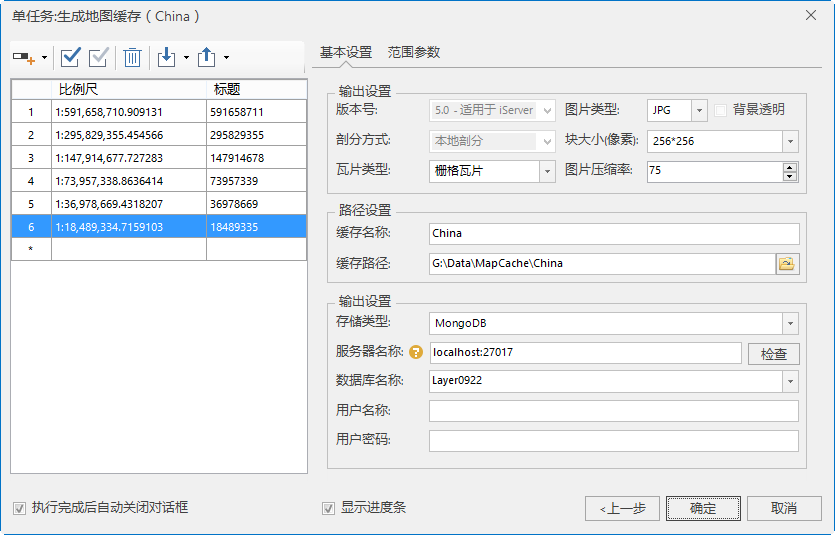 单任务:生成地图缓存（China）
基本设置 范围参数
比例尺 标题
1 1:591,658,710.909131 591658711
2 1:295,829,355.454566 295829355
3 1:147,914,677.727283 147914678
4 1:73,957,338.8636414 73957339
5 1:36,978,669.4318207 36978669
6 1:18,489,334.7159103 18489335
*
输出设置
版本号: 5.0 - 适用于 iServer 图片类型: JPG 背景透明
剖分方式: 本地剖分 块大小(像素): 256*256
瓦片类型: 栅格瓦片 图片压缩率: 75
路径设置
缓存名称: China
缓存路径: G:\Data\MapCache\China
输出设置
存储类型: MongoDB
服务器名称: ? localhost:27017 检查
数据库名称: Layer0922
用户名称:
用户密码:
执行完成后自动关闭对话框 显示进度条 <上一步 确定 取消